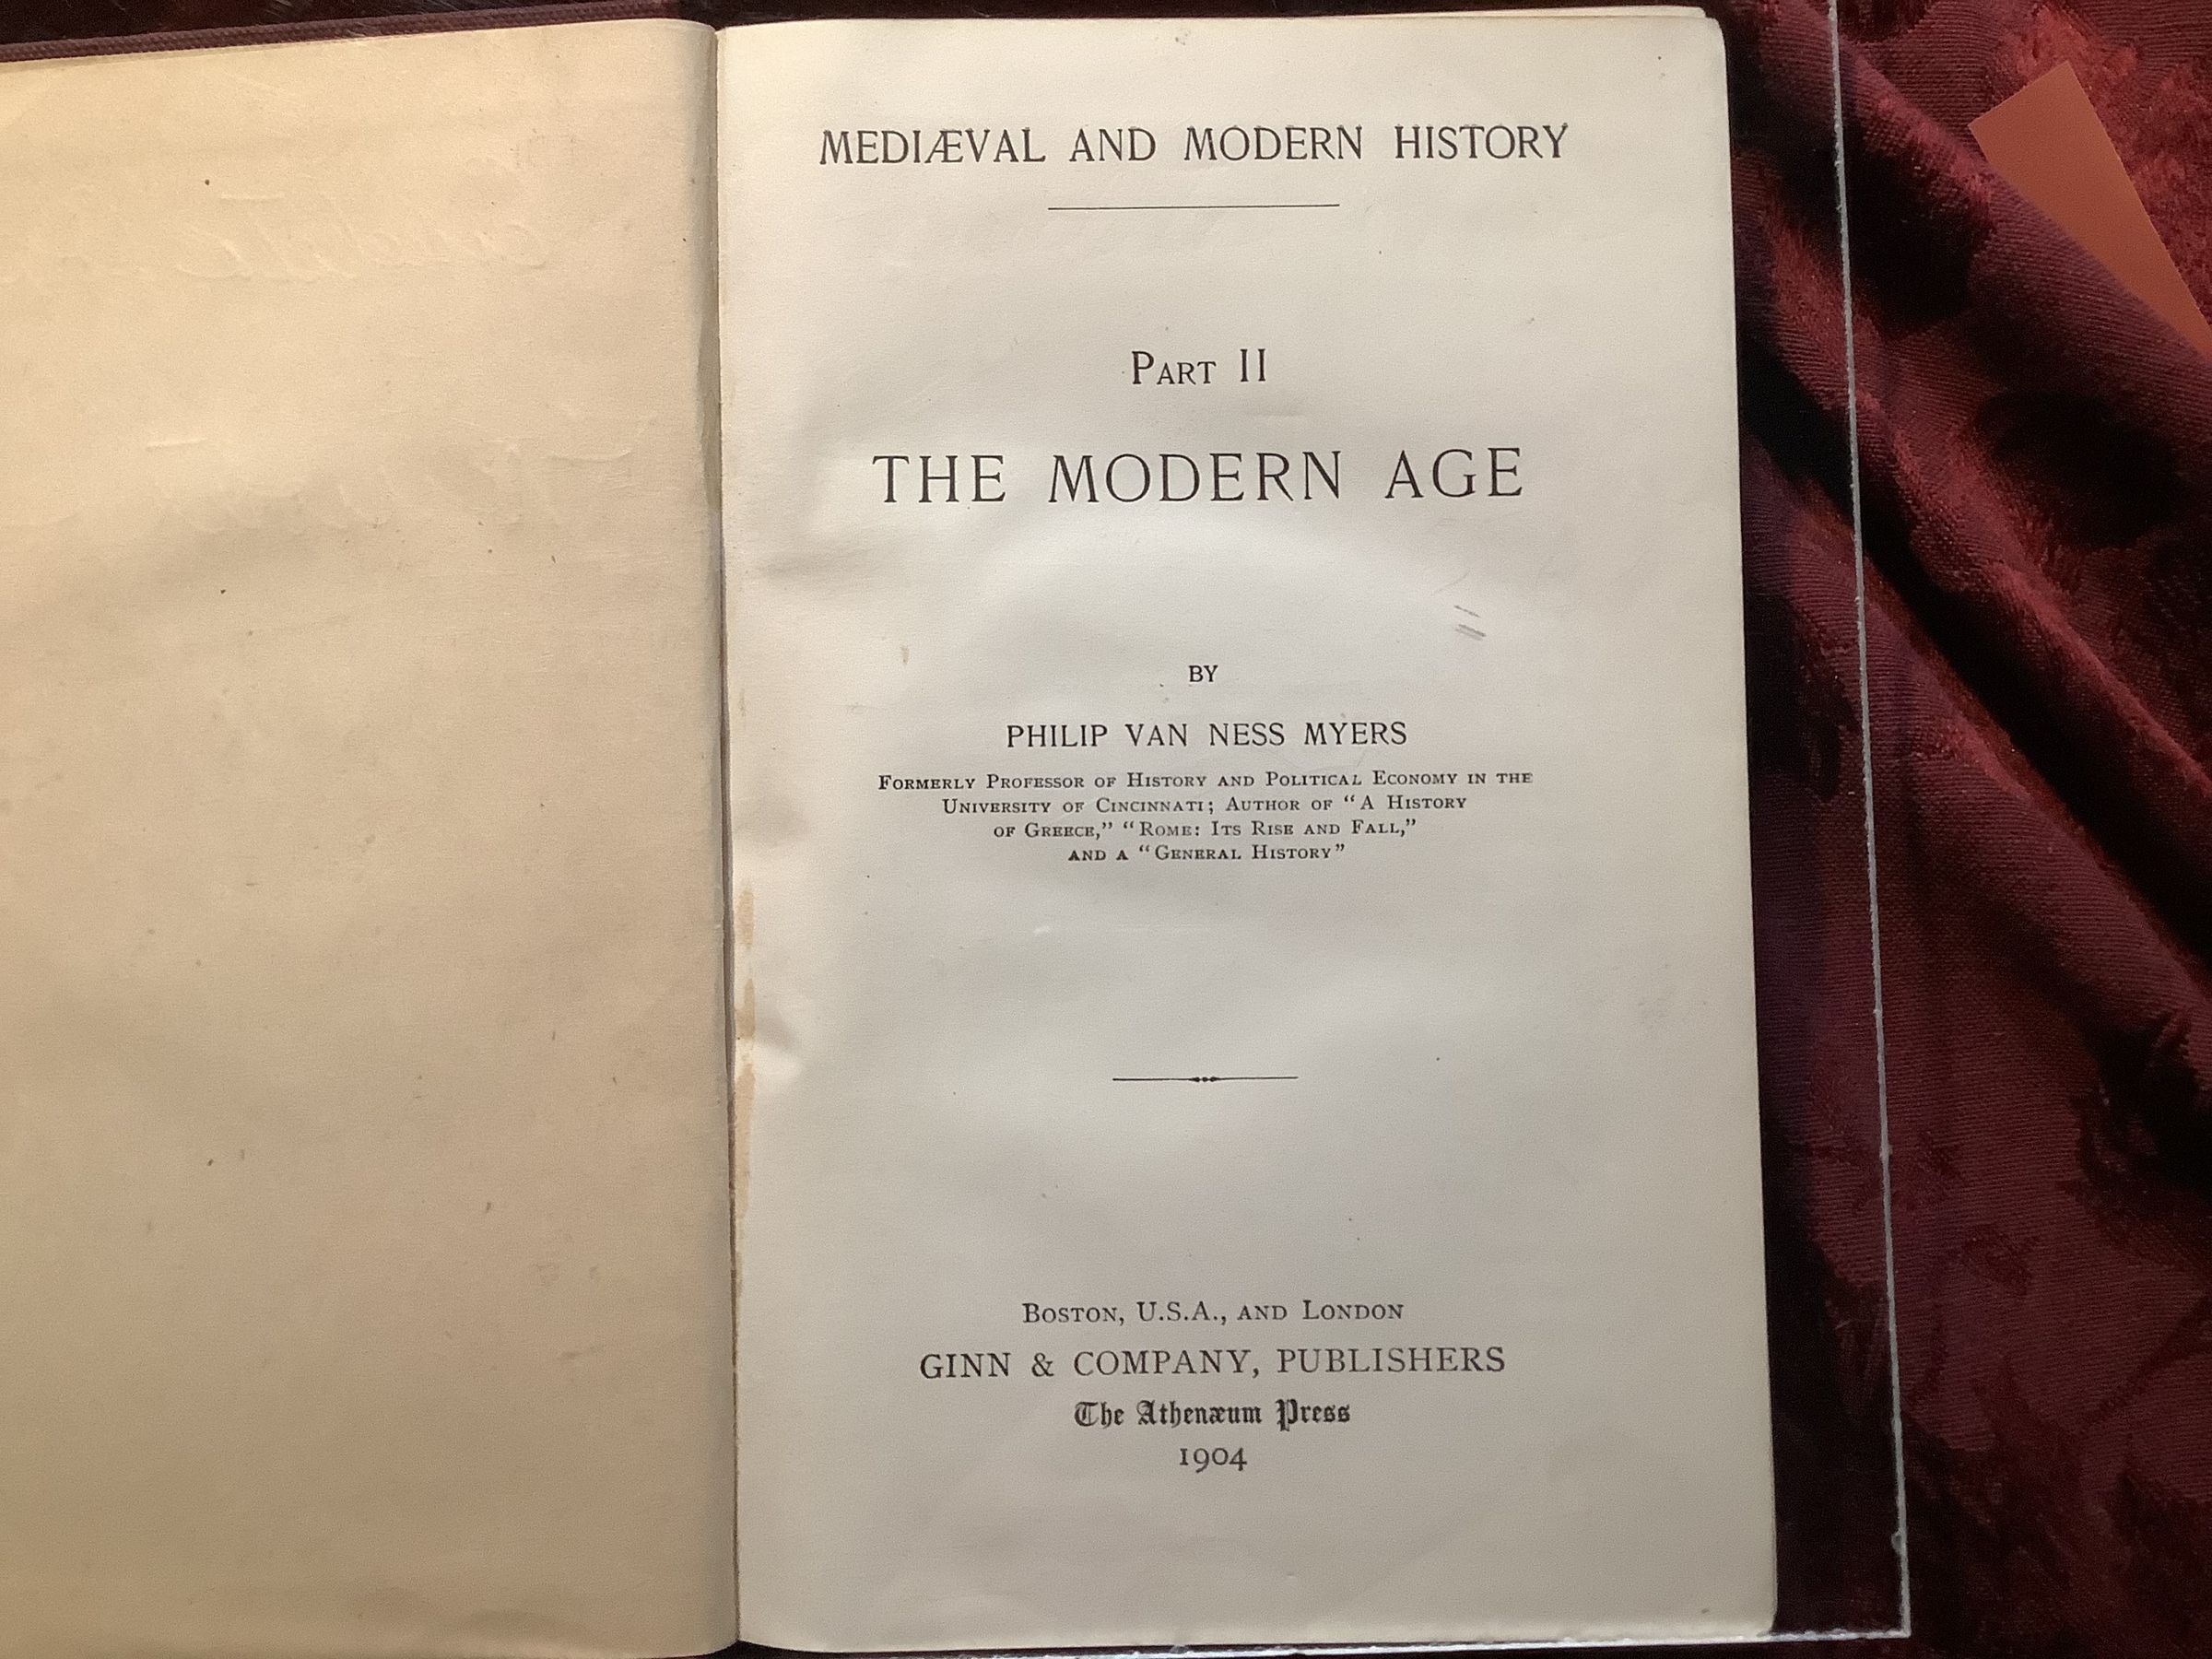 MEDIÆVAL AND MODERN HISTORY
PART II
THE MODERN AGE
BY
PHILIP VAN NESS MYERS
FORMERLY PROFESSOR OF HISTORY AND POLITICAL ECONOMY IN THE
UNIVERSITY OF CINCINNATI; AUTHOR OF "A HISTORY
OF GREECE," "ROME: ITS RISE AND FALL,"
AND A "GENERAL HISTORY"
BOSTON, U.S.A., AND LONDON
GINN & COMPANY, PUBLISHERS
The Athenæum Press
1904